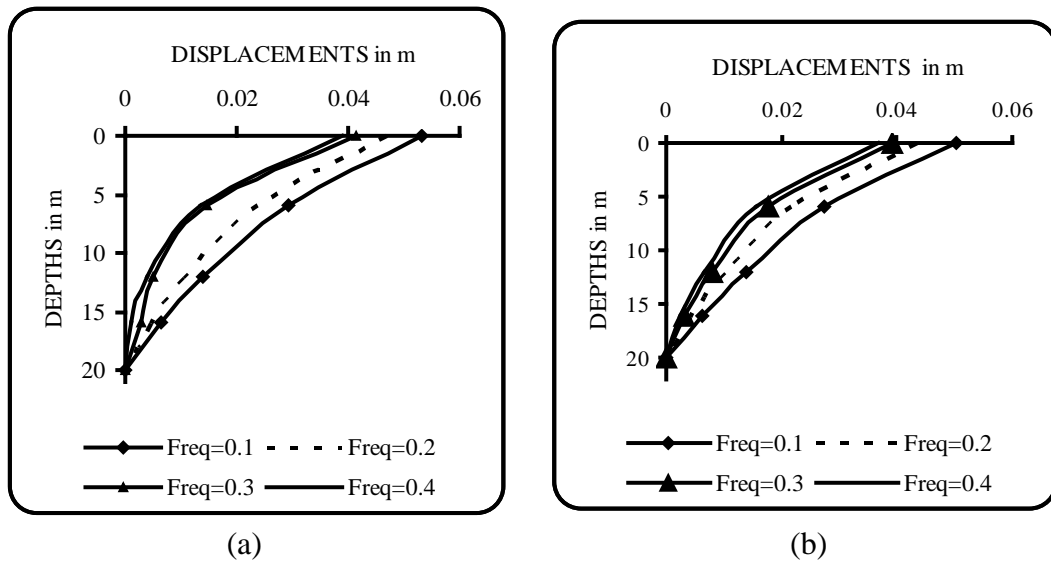 DISPLACEMENTS in m
0 0.02 0.04 0.06
0
5
10
15
20
DEPTHS in m
Freq=0.1 Freq=0.2
Freq=0.3 Freq=0.4
(a)
DISPLACEMENTS in m
0 0.02 0.04 0.06
0
5
10
15
20
DEPTHS in m
Freq=0.1 Freq=0.2
Freq=0.3 Freq=0.4
(b)